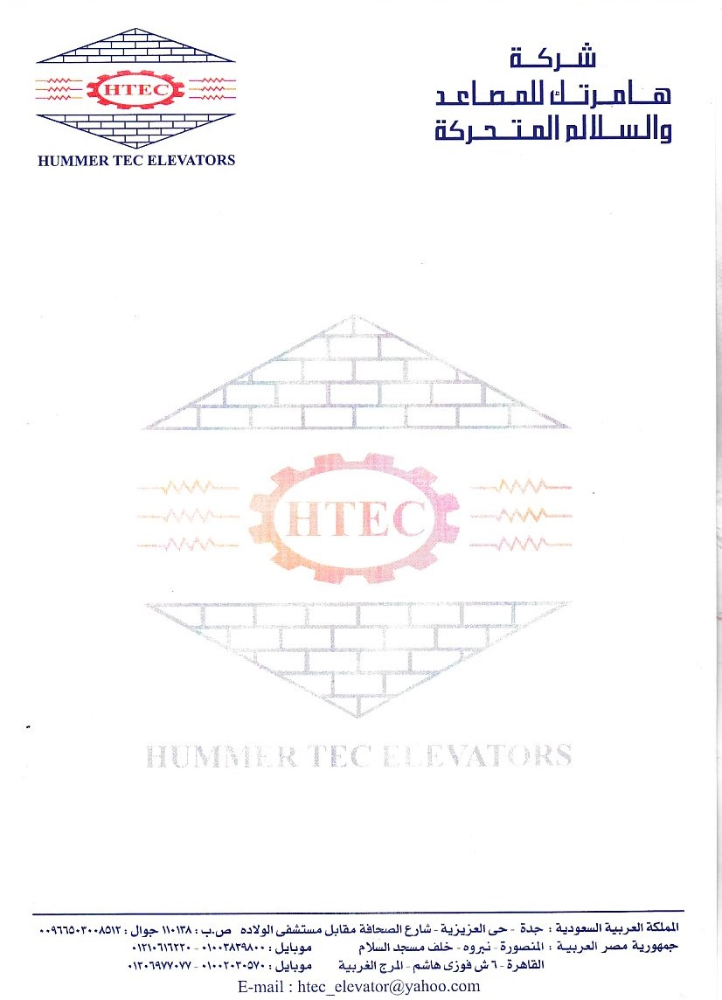 HTEC
HUMMER TEC ELEVATORS
شركة
هامرتك للمصاعد
والسلالم المتحركة
HTEC
HUMMER TEC ELEVATORS
المملكة العربية السعودية : جدة - حى العزيزية - شارع الصحافة مقابل مستشفى الولاده ص.ب : ١١٠١٣٨ جوال : ٠٠٩٦٦٥٠٣٠٠٨٥١٢
جمهورية مصر العربية : المنصورة - نبروه - خلف مسجد السلام موبايل : ٠١٠٠٣٨٣٩٨٠٠ - ٠١٢١٠٦١٦٢٢٠
القاهرة - ٦ ش فوزى هاشم - المرج الغربية موبايل : ٠١٠٠٢٠٣٠٥٧٠ - ٠١٢٠٦٩٧٧٠٧٧
E-mail : htec_elevator@yahoo.com